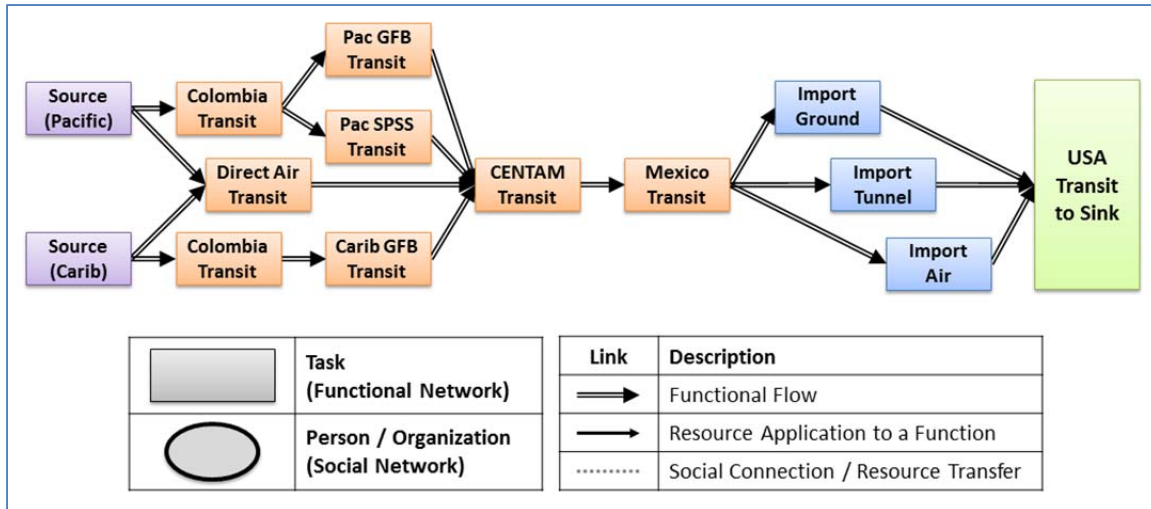 Source
(Pacific)
Colombia
Transit
Pac GFB
Transit
Pac SPSS
Transit
Direct Air
Transit
Source
(Carib)
Colombia
Transit
Carib GFB
Transit
CENTAM
Transit
Mexico
Transit
Import
Ground
Import
Tunnel
Import
Air
USA
Transit
to Sink
Task
(Functional Network)
Person / Organization
(Social Network)
Link Description
Functional Flow
Resource Application to a Function
Social Connection / Resource Transfer